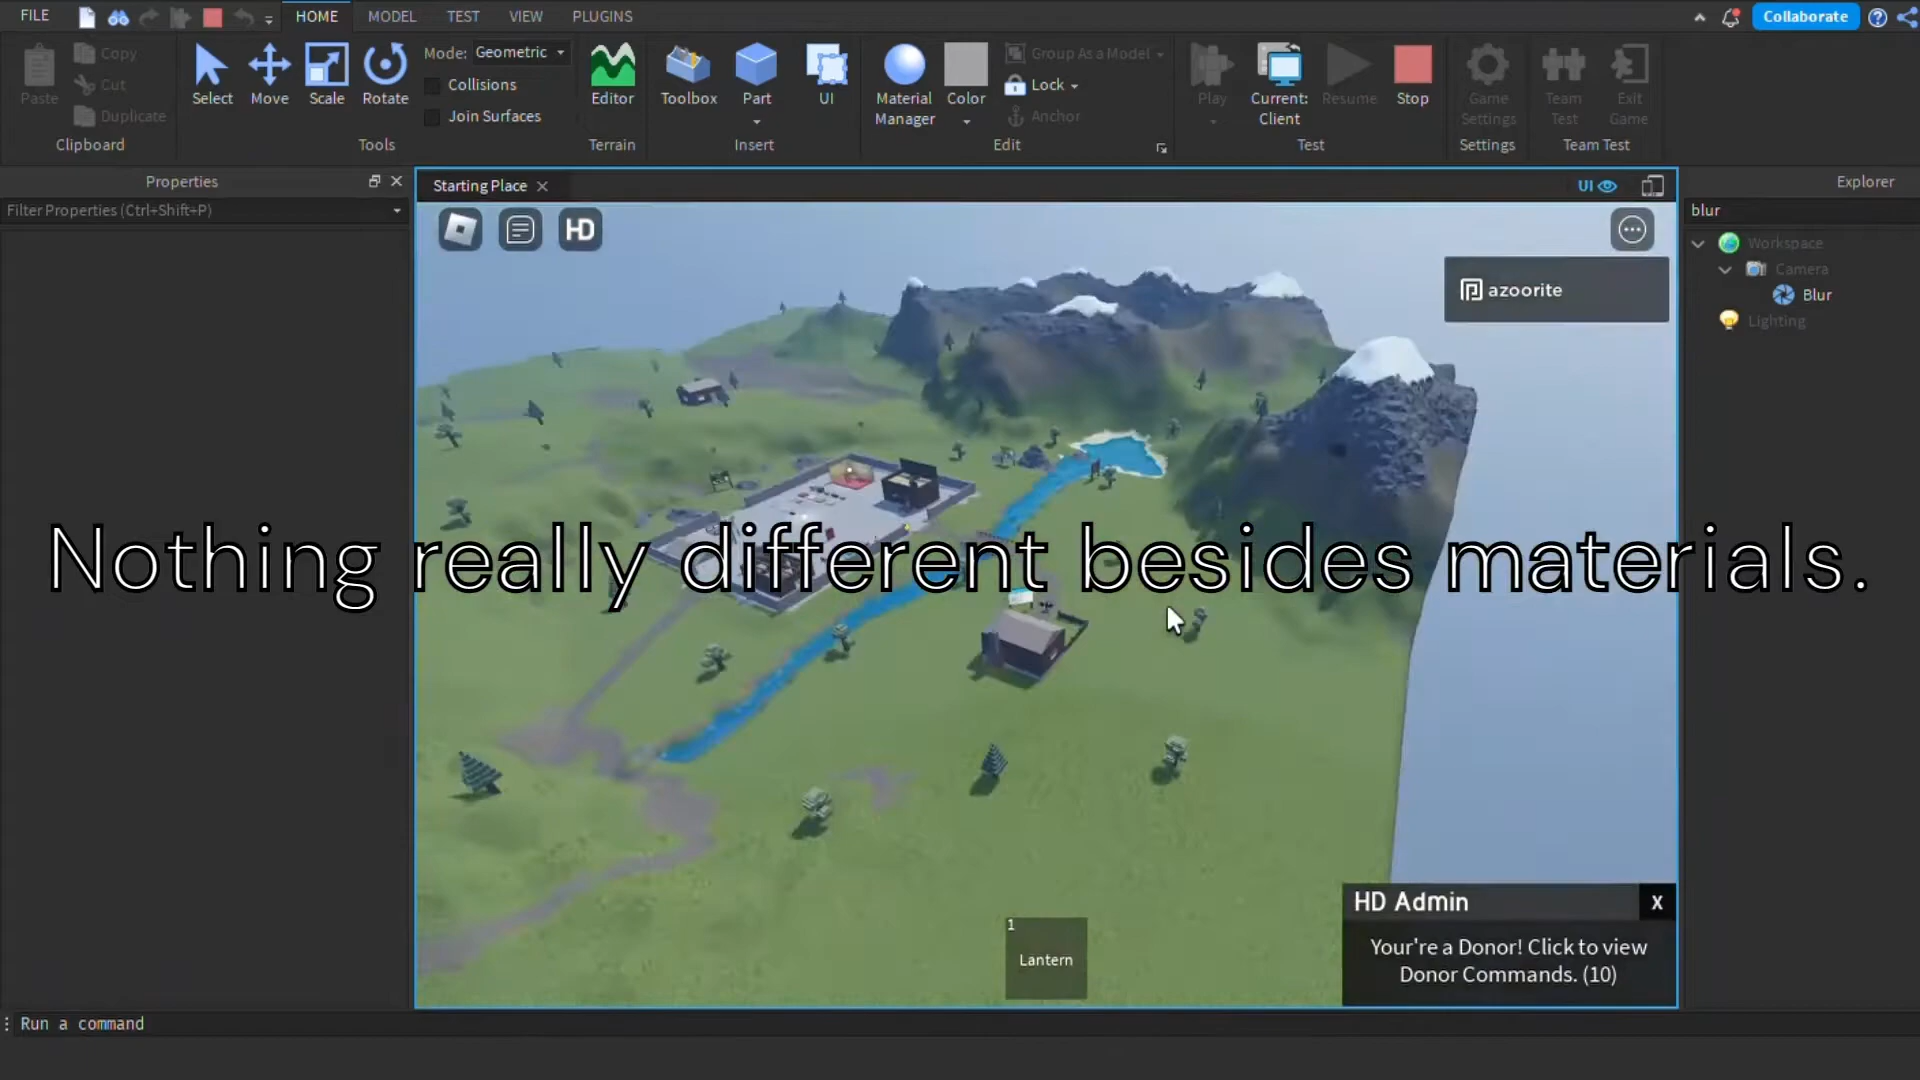 FILE
HOME
MODEL
TEST
VIEW
PLUGINS
Collaborate
Paste
Copy
Cut
Duplicate
Clipboard
Select
Move
Scale
Rotate
Mode: Geometric
Collisions
Join Surfaces
Tools
Editor
Terrain
Toolbox
Part
UI
Insert
Material
Manager
Color
Group As a Model
Lock
Anchor
Edit
Play
Current:
Client
Resume
Stop
Test
Game
Settings
Settings
Team
Test
Exit
Game
Team Test
Properties
Filter Properties (Ctrl+Shift+P)
Starting Place
UI
Explorer
blur
Workspace
Camera
Blur
Lighting
HD
azoorite
Nothing really different besides materials.
1
Lantern
HD Admin
X
Your're a Donor! Click to view
Donor Commands. (10)
Run a command